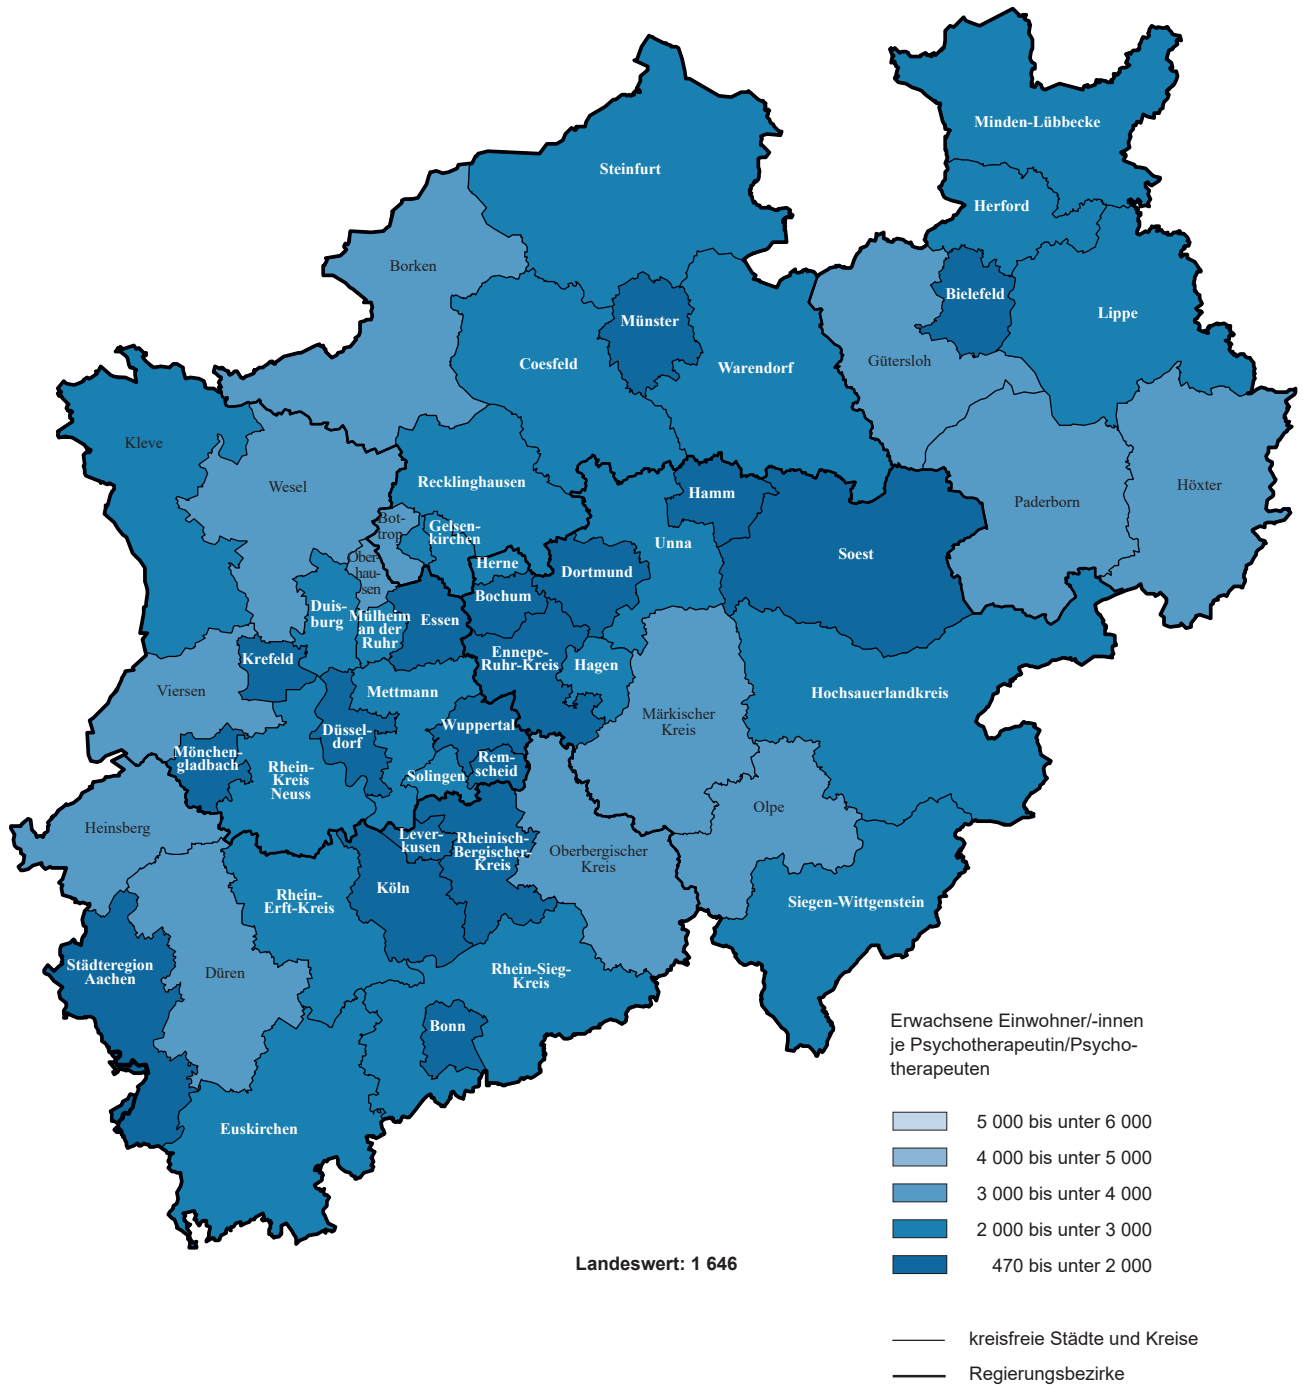 Minden-Lübbecke
Steinfurt
Herford
Borken
Bielefeld
Lippe
Münster
Gütersloh
Coesfeld
Warendorf
Kleve
Wesel
Recklinghausen
Hamm
Paderborn
Höxter
Bot-
trop
Gelsen-
kirchen
Unna
Soest
Ober-
hau-
sen
Herne
Dortmund
Bochum
Duis-
burg
Mülheim
an der
Ruhr
Essen
Krefeld
Ennepe-
Ruhr-Kreis
Hagen
Viersen
Mettmann
Hochsauerlandkreis
Märkischer
Kreis
Düssel-
dorf
Wuppertal
Mönchen-
gladbach
Rhein-
Kreis
Neuss
Solingen
Rem-
scheid
Olpe
Heinsberg
Lever-
kusen
Rheinisch-
Bergischer-
Kreis
Oberbergischer
Kreis
Köln
Rhein-
Erft-Kreis
Siegen-Wittgenstein
Städteregion
Aachen
Düren
Rhein-Sieg-
Kreis
Bonn
Euskirchen
Erwachsene Einwohner/-innen
je Psychotherapeutin/Psycho-
therapeuten
5 000 bis unter 6 000
4 000 bis unter 5 000
3 000 bis unter 4 000
2 000 bis unter 3 000
470 bis unter 2 000
Landeswert: 1 646
kreisfreie Städte und Kreise
Regierungsbezirke